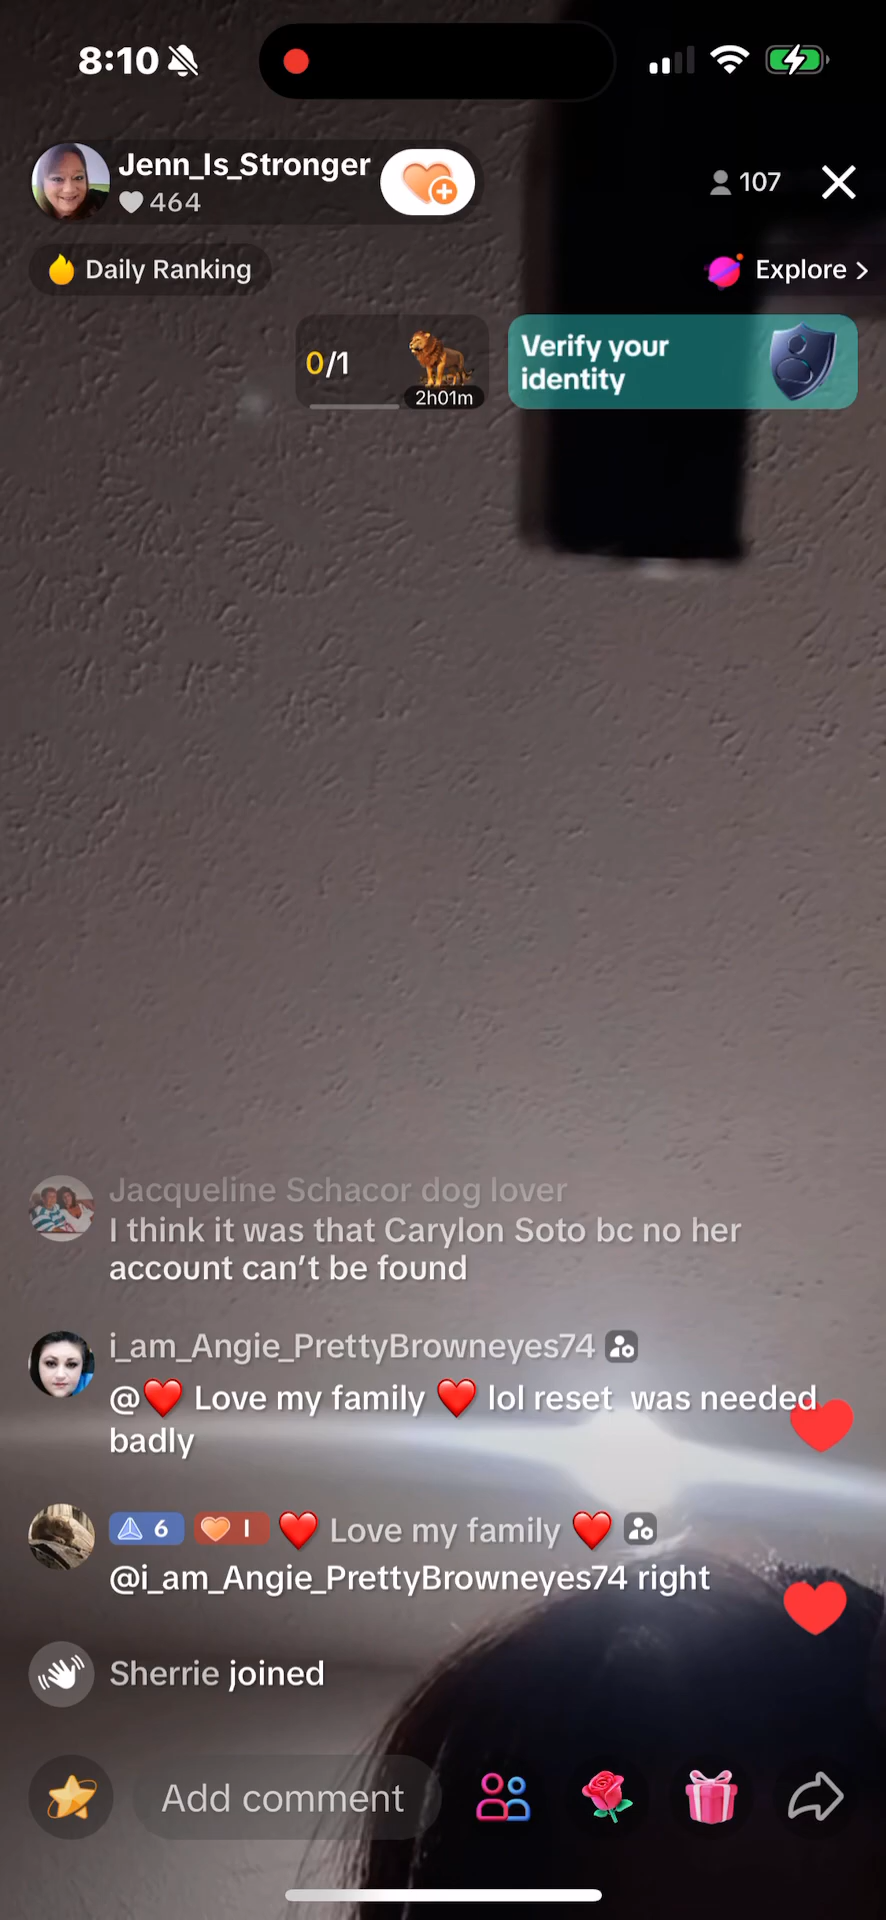 8:10
Jenn_Is_Stronger
464
107
Daily Ranking
Explore >
0/1
2h01m
Verify your
identity
Jacqueline Schacor dog lover
I think it was that Carylon Soto bc no her
account can’t be found
i_am_Angie_PrettyBrowneyes74
@❤️ Love my family ❤️ lol reset was needed
badly
6 I ❤️ Love my family ❤️
@i_am_Angie_PrettyBrowneyes74 right
Sherrie joined
Add comment